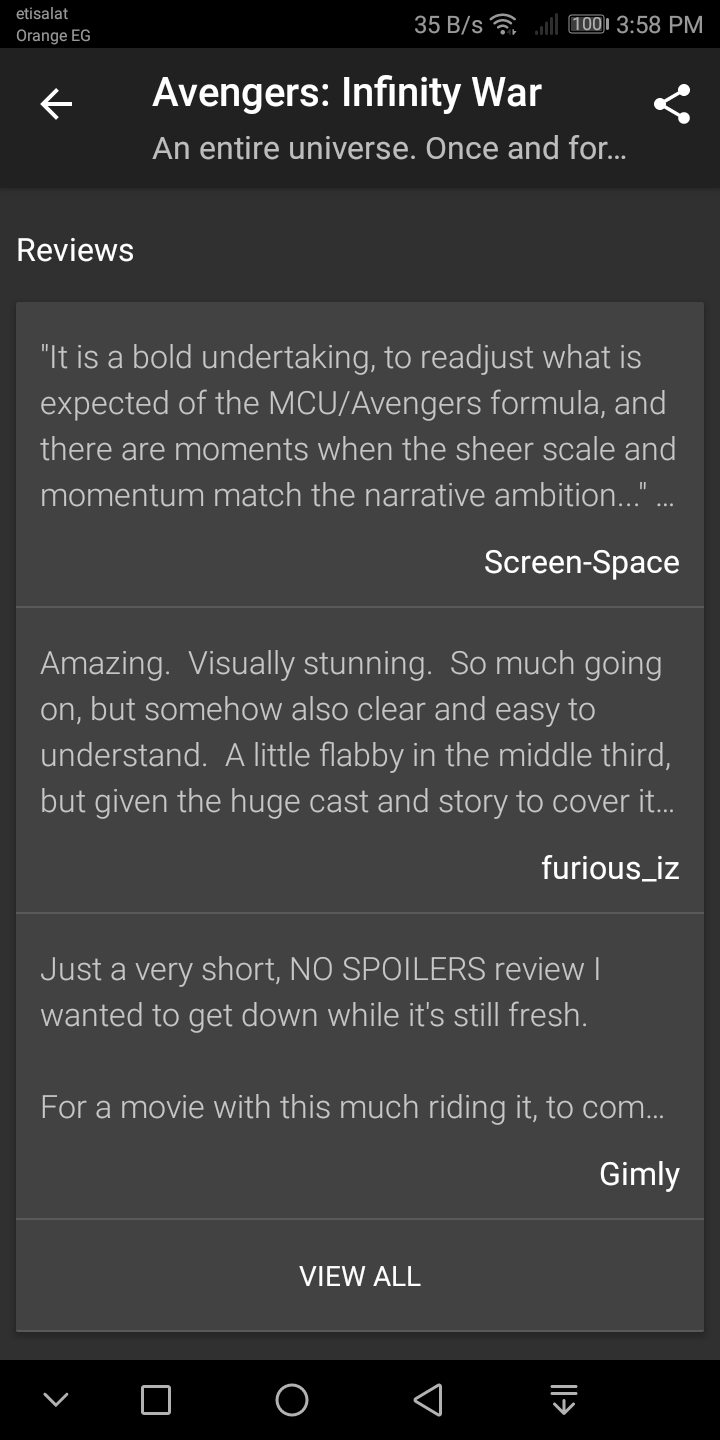 etisalat
Orange EG
35 B/s 100 3:58 PM
Avengers: Infinity War
An entire universe. Once and for...
Reviews
"It is a bold undertaking, to readjust what is
expected of the MCU/Avengers formula, and
there are moments when the sheer scale and
momentum match the narrative ambition..." ...
Screen-Space
Amazing.  Visually stunning.  So much going
on, but somehow also clear and easy to
understand.  A little flabby in the middle third,
but given the huge cast and story to cover it...
furious_iz
Just a very short, NO SPOILERS review I
wanted to get down while it's still fresh.
For a movie with this much riding it, to com...
Gimly
VIEW ALL